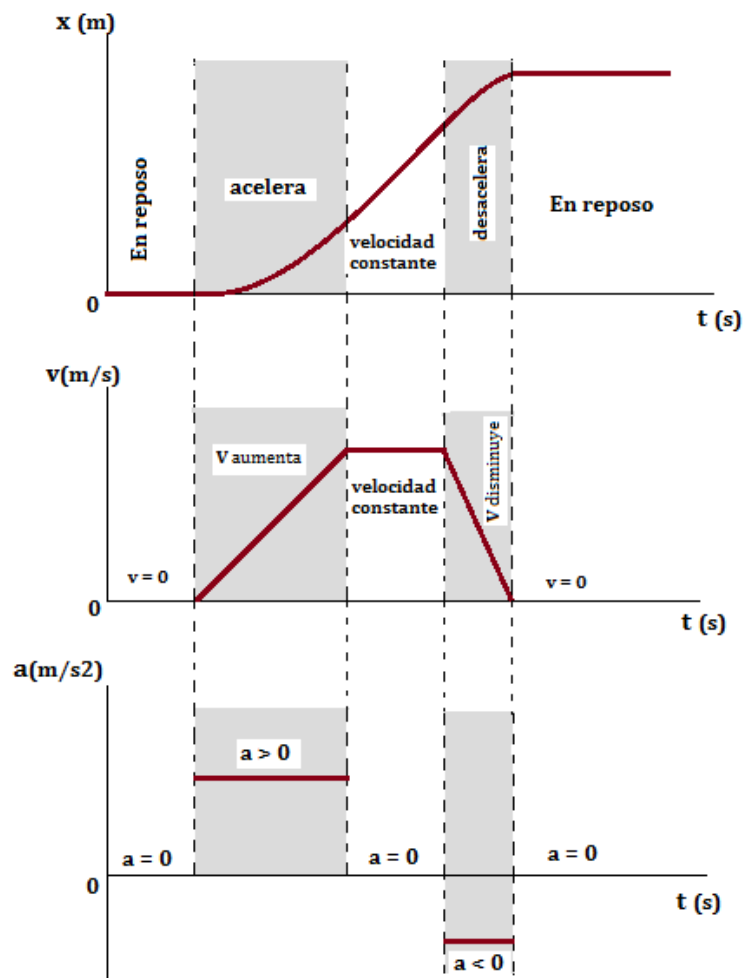 x (m)
En reposo
acelera
velocidad
constante
desacelera
En reposo
0
t (s)
v(m/s)
V aumenta
velocidad
constante
V disminuye
v = 0
v = 0
0
t (s)
a(m/s2)
a > 0
a = 0
a = 0
a = 0
0
t (s)
a < 0